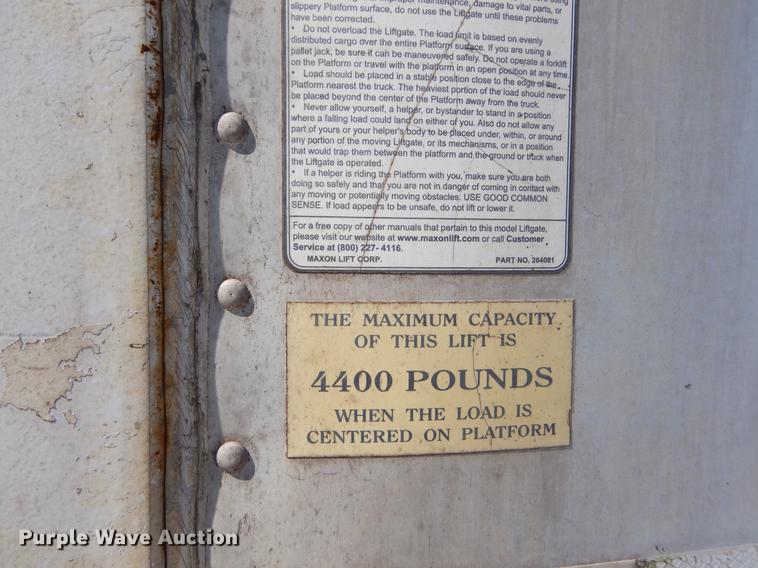 damage to vital parts, or
slippery Platform surface, do not use the Liftgate until these problems
have been corrected.
• Do not overload the Liftgate. The load limit is based on evenly
distributed cargo over the entire Platform surface. If you are using a
pallet jack, be sure it can be maneuvered safely. Do not operate a forklift
on the Platform or travel with the platform in an open position at any time.
• Load should be placed in a stable position close to the edge of the
Platform nearest the truck. The heaviest portion of the load should never
be placed beyond the center of the Platform away from the truck.
• Never allow yourself, a helper, or bystander to stand in a position
where a falling load could land on either of you. Also do not allow any
part of yours or your helper's body to be placed under, within, or around
any portion of the moving Liftgate, or its mechanisms, or in a position
that would trap them between the platform and the ground or truck when
the Liftgate is operated.
• If a helper is riding the Platform with you, make sure you are both
doing so safely and that you are not in danger of coming in contact with
any moving or potentially moving obstacles. USE GOOD COMMON
SENSE. If load appears to be unsafe, do not lift or lower it.
For a free copy of other manuals that pertain to this model Liftgate,
please visit our website at www.maxonlift.com or call Customer
Service at (800) 227- 4116.
MAXON LIFT CORP. PART NO. 264081
THE MAXIMUM CAPACITY
OF THIS LIFT IS
4400 POUNDS
WHEN THE LOAD IS
CENTERED ON PLATFORM
Purple Wave Auction